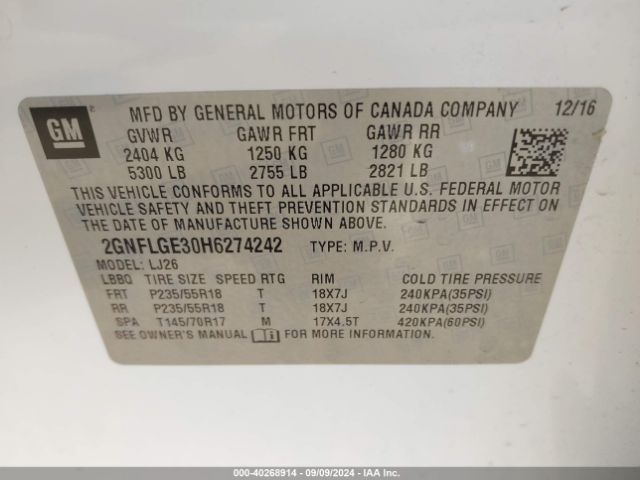 GM
MFD BY GENERAL MOTORS OF CANADA COMPANY 12/16
GVWR GAWR FRT GAWR RR
2404 KG 1250 KG 1280 KG
5300 LB 2755 LB 2821 LB
THIS VEHICLE CONFORMS TO ALL APPLICABLE U.S. FEDERAL MOTOR
VEHICLE SAFETY AND THEFT PREVENTION STANDARDS IN EFFECT ON
THE DATE OF MANUFACTURE SHOWN ABOVE.
2GNFLGE30H6274242 TYPE: M.P.V.
MODEL: LJ26
LBBQ TIRE SIZE SPEED RTG RIM COLD TIRE PRESSURE
FRT P235/55R18 T 18X7J 240KPA(35PSI)
RR P235/55R18 T 18X7J 240KPA(35PSI)
SPA T145/70R17 M 17X4.5T 420KPA(60PSI)
SEE OWNER'S MANUAL FOR MORE INFORMATION.
000-40268914 - 09/09/2024 - IAA Inc.